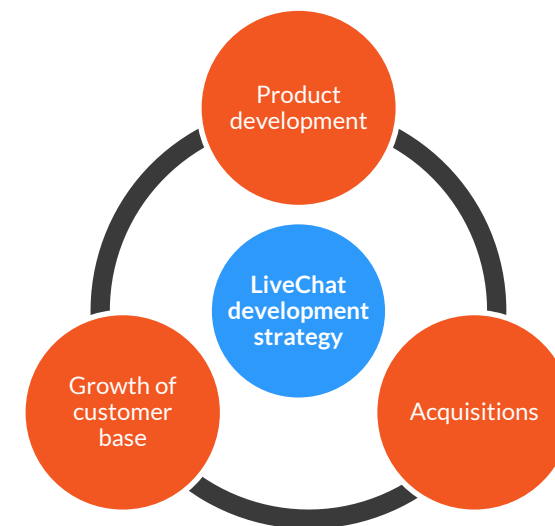 Product
development
LiveChat
development
strategy
Growth of
customer
base
Acquisitions